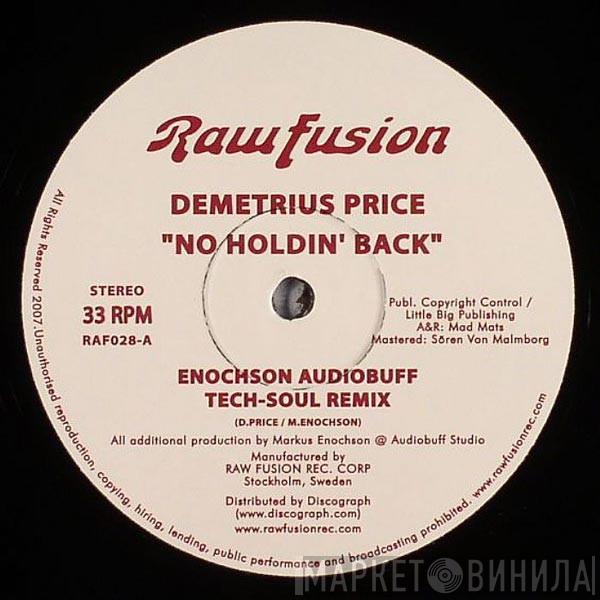 Raw Fusion
DEMETRIUS PRICE
"NO HOLDIN' BACK"
STEREO
33 RPM
RAF028-A
Publ. Copyright Control /
Little Big Publishing
A&R: Mad Mats
Mastered: Sören Von Malmborg
ENOCHSON AUDIOBUFF
TECH-SOUL REMIX
(D.PRICE / M.ENOCHSON)
All additional production by Markus Enochson @ Audiobuff Studio
Manufactured by
RAW FUSION REC. CORP
Stockholm, Sweden
Distributed by Discograph
(www.discograph.com)
www.rawfusionrec.com
All Rights Reserved 2007.Unauthorised reproduction, copying, hiring, lending, public performance and broadcasting prohibited. www.rawfusionrec.com
МАРКЕТ ВИНИЛА